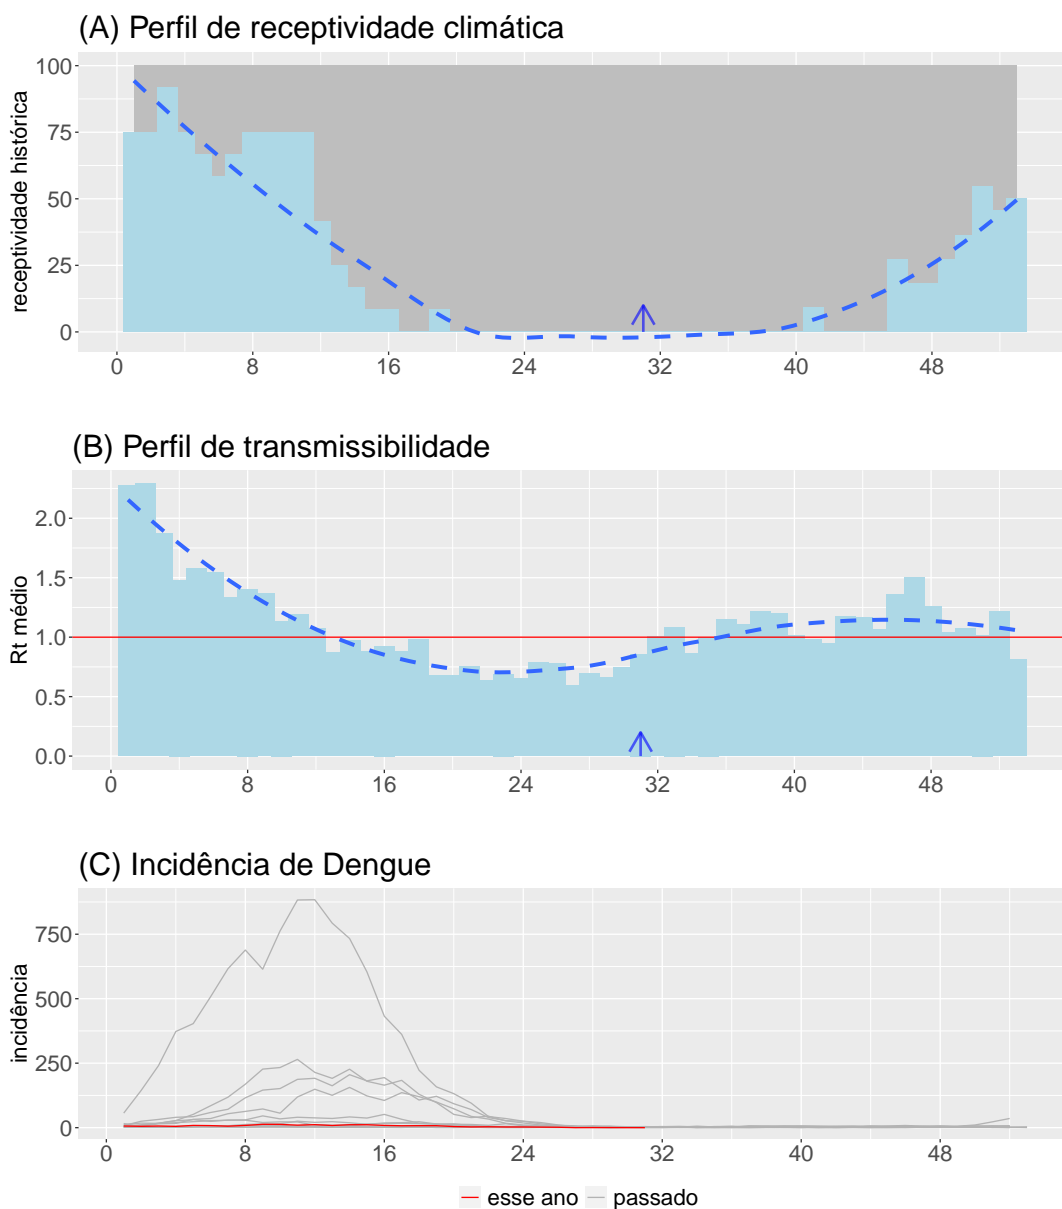 (A) Perfil de receptividade climática
receptividade histórica
100
75
50
25
0
0 8 16 24 32 40 48
(B) Perfil de transmissibilidade
Rt médio
2.0
1.5
1.0
0.5
0.0
0 8 16 24 32 40 48
(C) Incidência de Dengue
incidência
750
500
250
0
0 8 16 24 32 40 48
esse ano passado